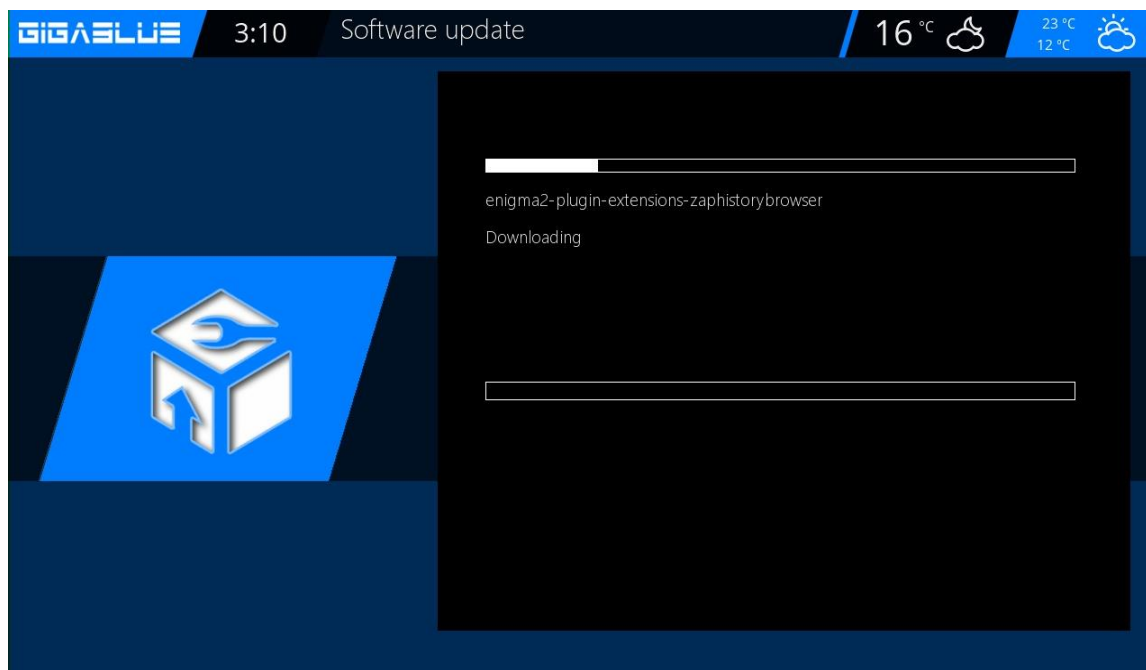 GIGABLUE 3:10 Software update 16 °C 23 °C
12 °C
enigma2-plugin-extensions-zaphistorybrowser
Downloading